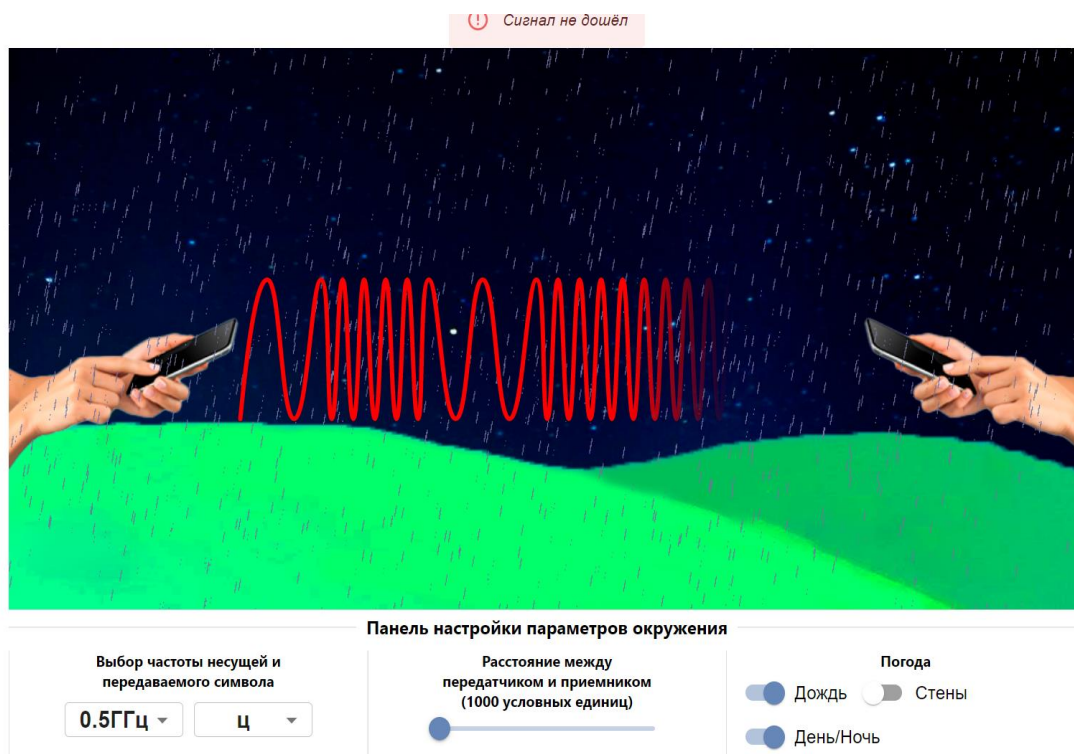 Сигнал не дошёл
Панель настройки параметров окружения
Выбор частоты несущей и
передаваемого символа
0.5ГГц
ц
Расстояние между
передатчиком и приемником
(1000 условных единиц)
Погода
Дождь
Стены
День/Ночь